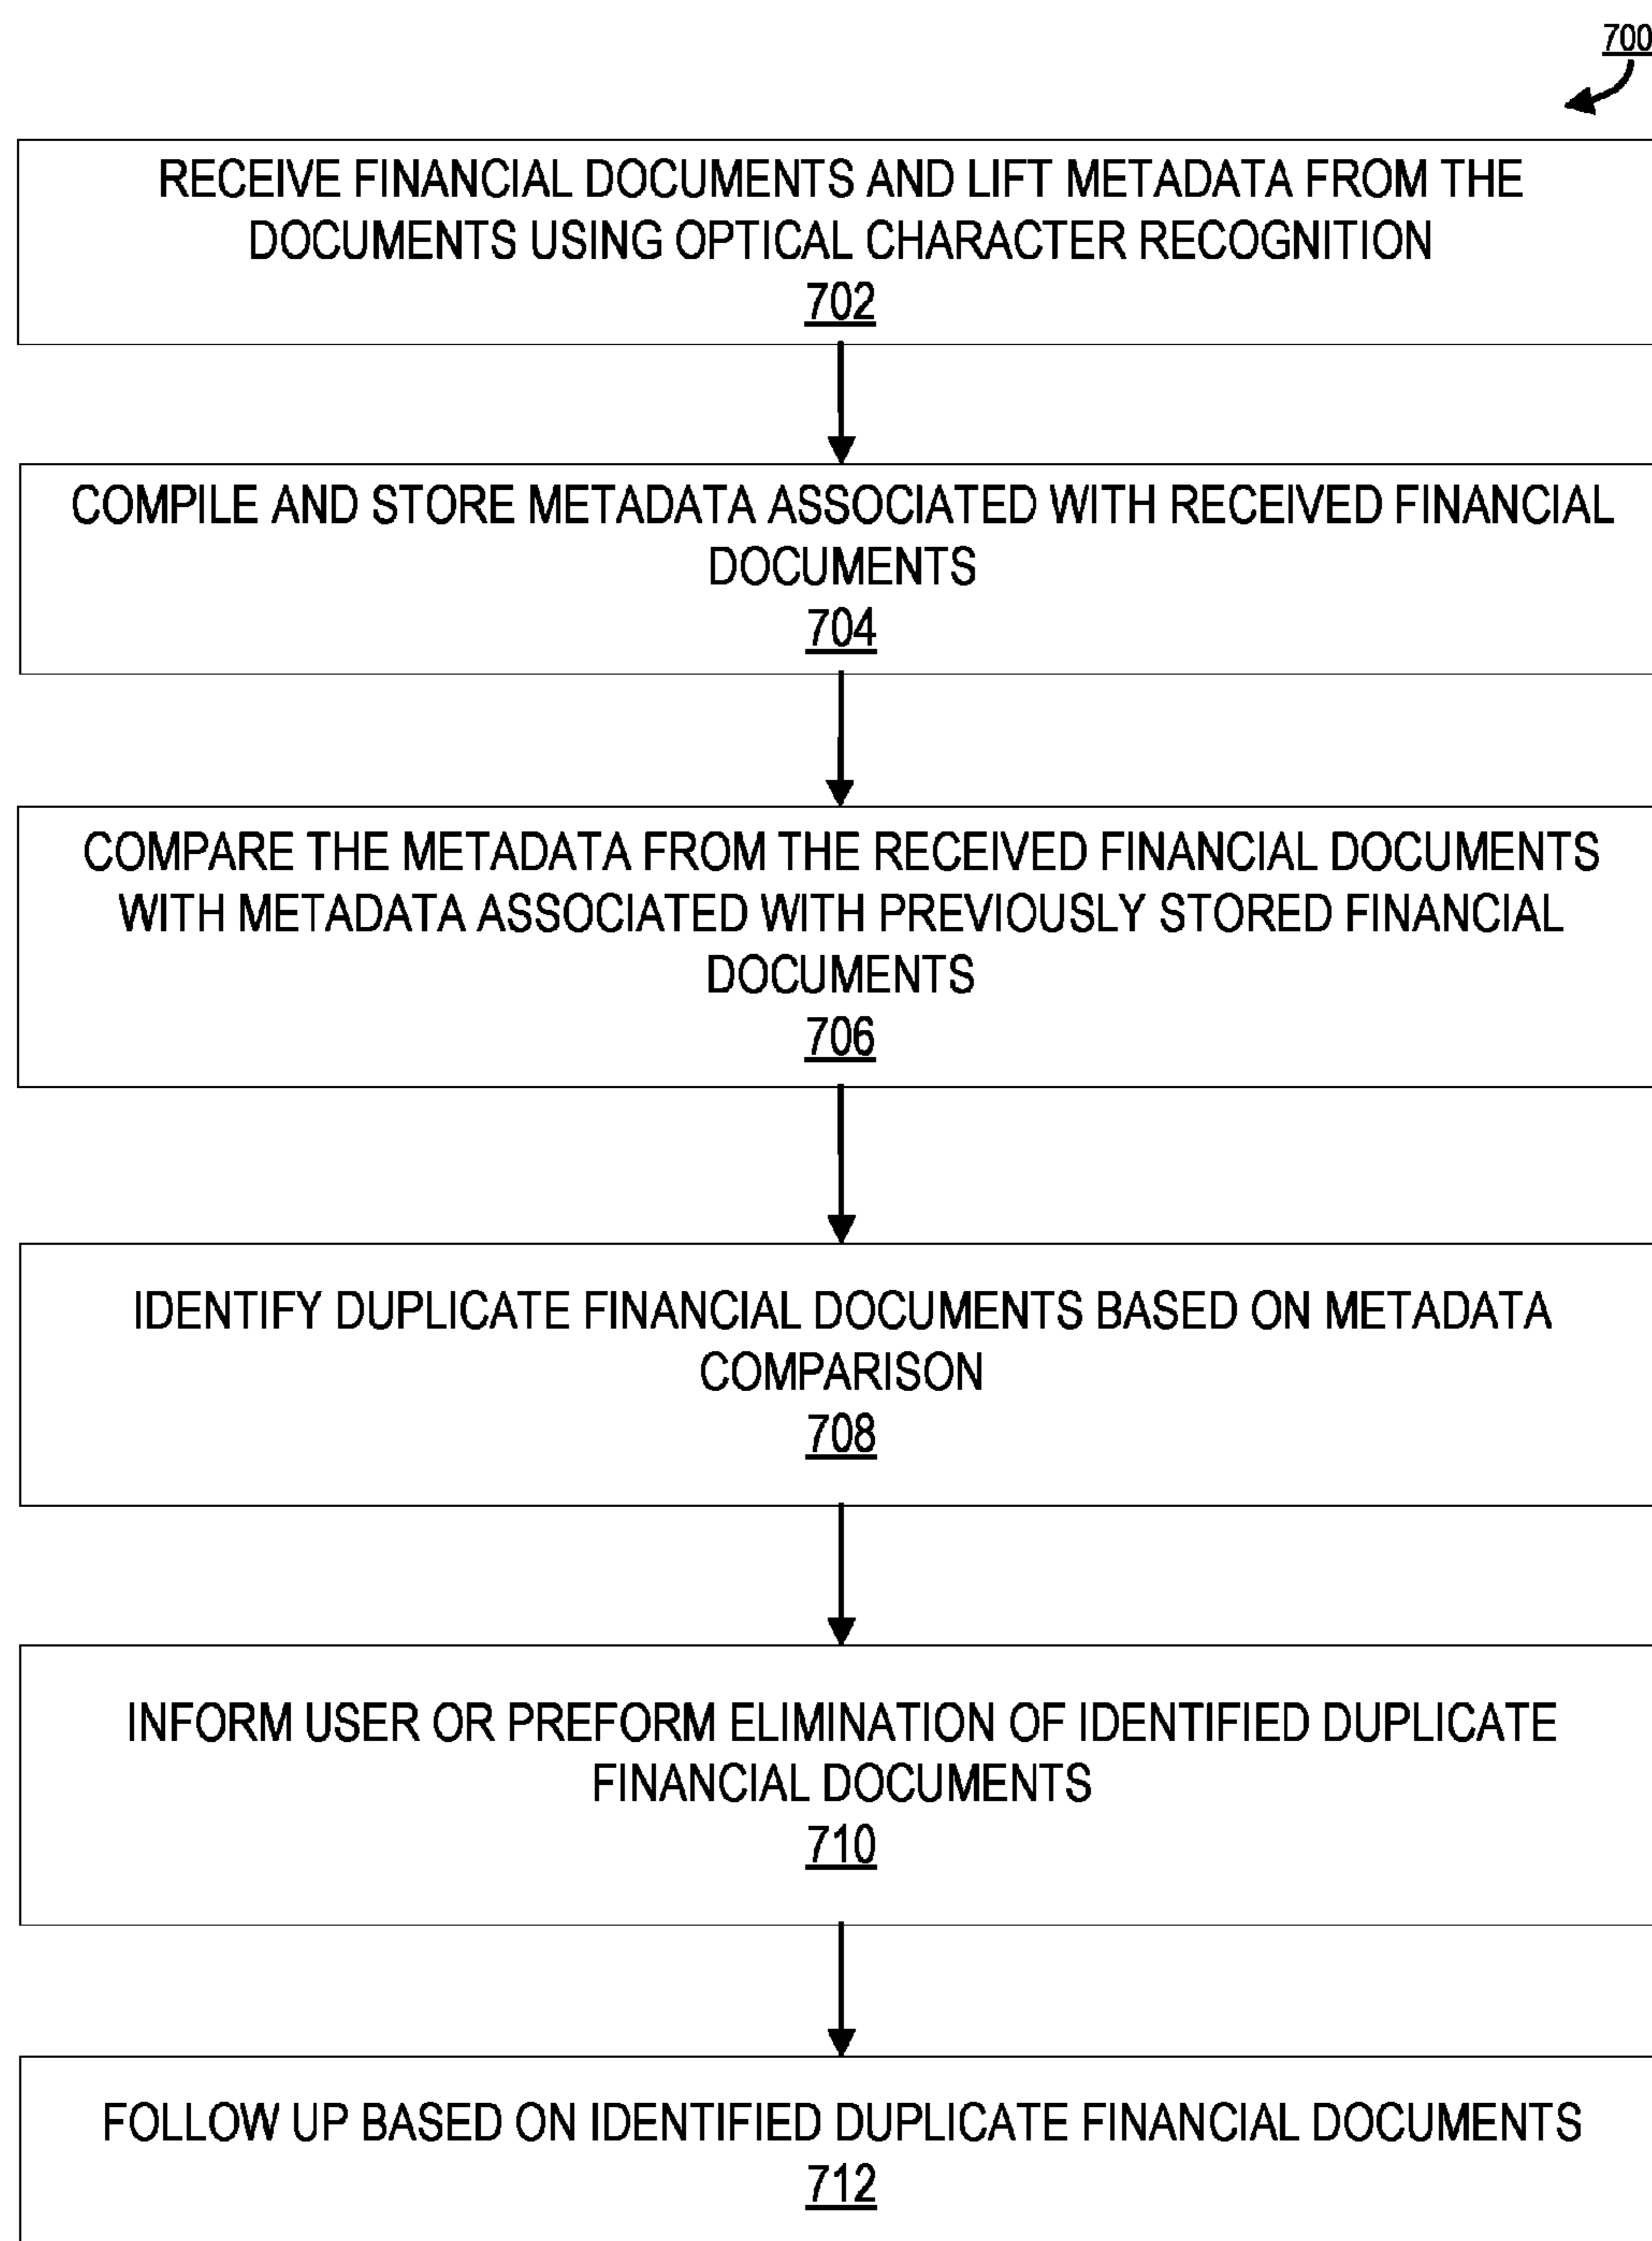 700
RECEIVE FINANCIAL DOCUMENTS AND LIFT METADATA FROM THE
DOCUMENTS USING OPTICAL CHARACTER RECOGNITION
702
COMPILE AND STORE METADATA ASSOCIATED WITH RECEIVED FINANCIAL
DOCUMENTS
704
COMPARE THE METADATA FROM THE RECEIVED FINANCIAL DOCUMENTS
WITH METADATA ASSOCIATED WITH PREVIOUSLY STORED FINANCIAL
DOCUMENTS
706
IDENTIFY DUPLICATE FINANCIAL DOCUMENTS BASED ON METADATA
COMPARISON
708
INFORM USER OR PREFORM ELIMINATION OF IDENTIFIED DUPLICATE
FINANCIAL DOCUMENTS
710
FOLLOW UP BASED ON IDENTIFIED DUPLICATE FINANCIAL DOCUMENTS
712